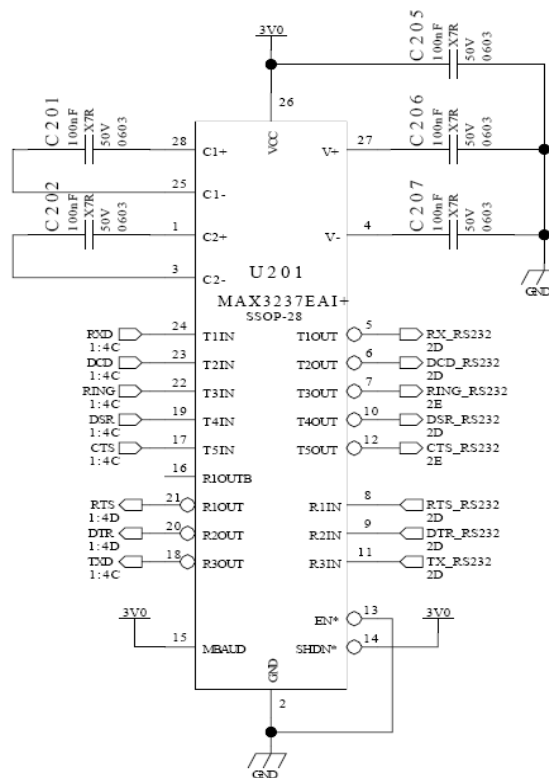 3V0
C205
100nF
X7R
50V
0603
26
VCC
C201
100nF
X7R
50V
0603
28
C1+
25
C1-
C202
100nF
X7R
50V
0603
1
C2+
3
C2-
V+
27
C206
100nF
X7R
50V
0603
V-
4
C207
100nF
X7R
50V
0603
GND
U201
MAX3237EAI+
SSOP-28
RXD
1:4C
24
T1IN
T1OUT
5
RX_RS232
2D
DCD
1:4C
23
T2IN
T2OUT
6
DCD_RS232
2D
RING
1:4C
22
T3IN
T3OUT
7
RING_RS232
2E
DSR
1:4C
19
T4IN
T4OUT
10
DSR_RS232
2D
CTS
1:4C
17
T5IN
T5OUT
12
CTS_RS232
2E
16
R1OUTB
RTS
1:4D
21
R1OUT
R1IN
8
RTS_RS232
2D
DTR
1:4D
20
R2OUT
R2IN
9
DTR_RS232
2D
TXD
1:4C
18
R3OUT
R3IN
11
TX_RS232
2D
3V0
15
MBAUD
EN*
13
SHDN*
14
3V0
GND
2
GND